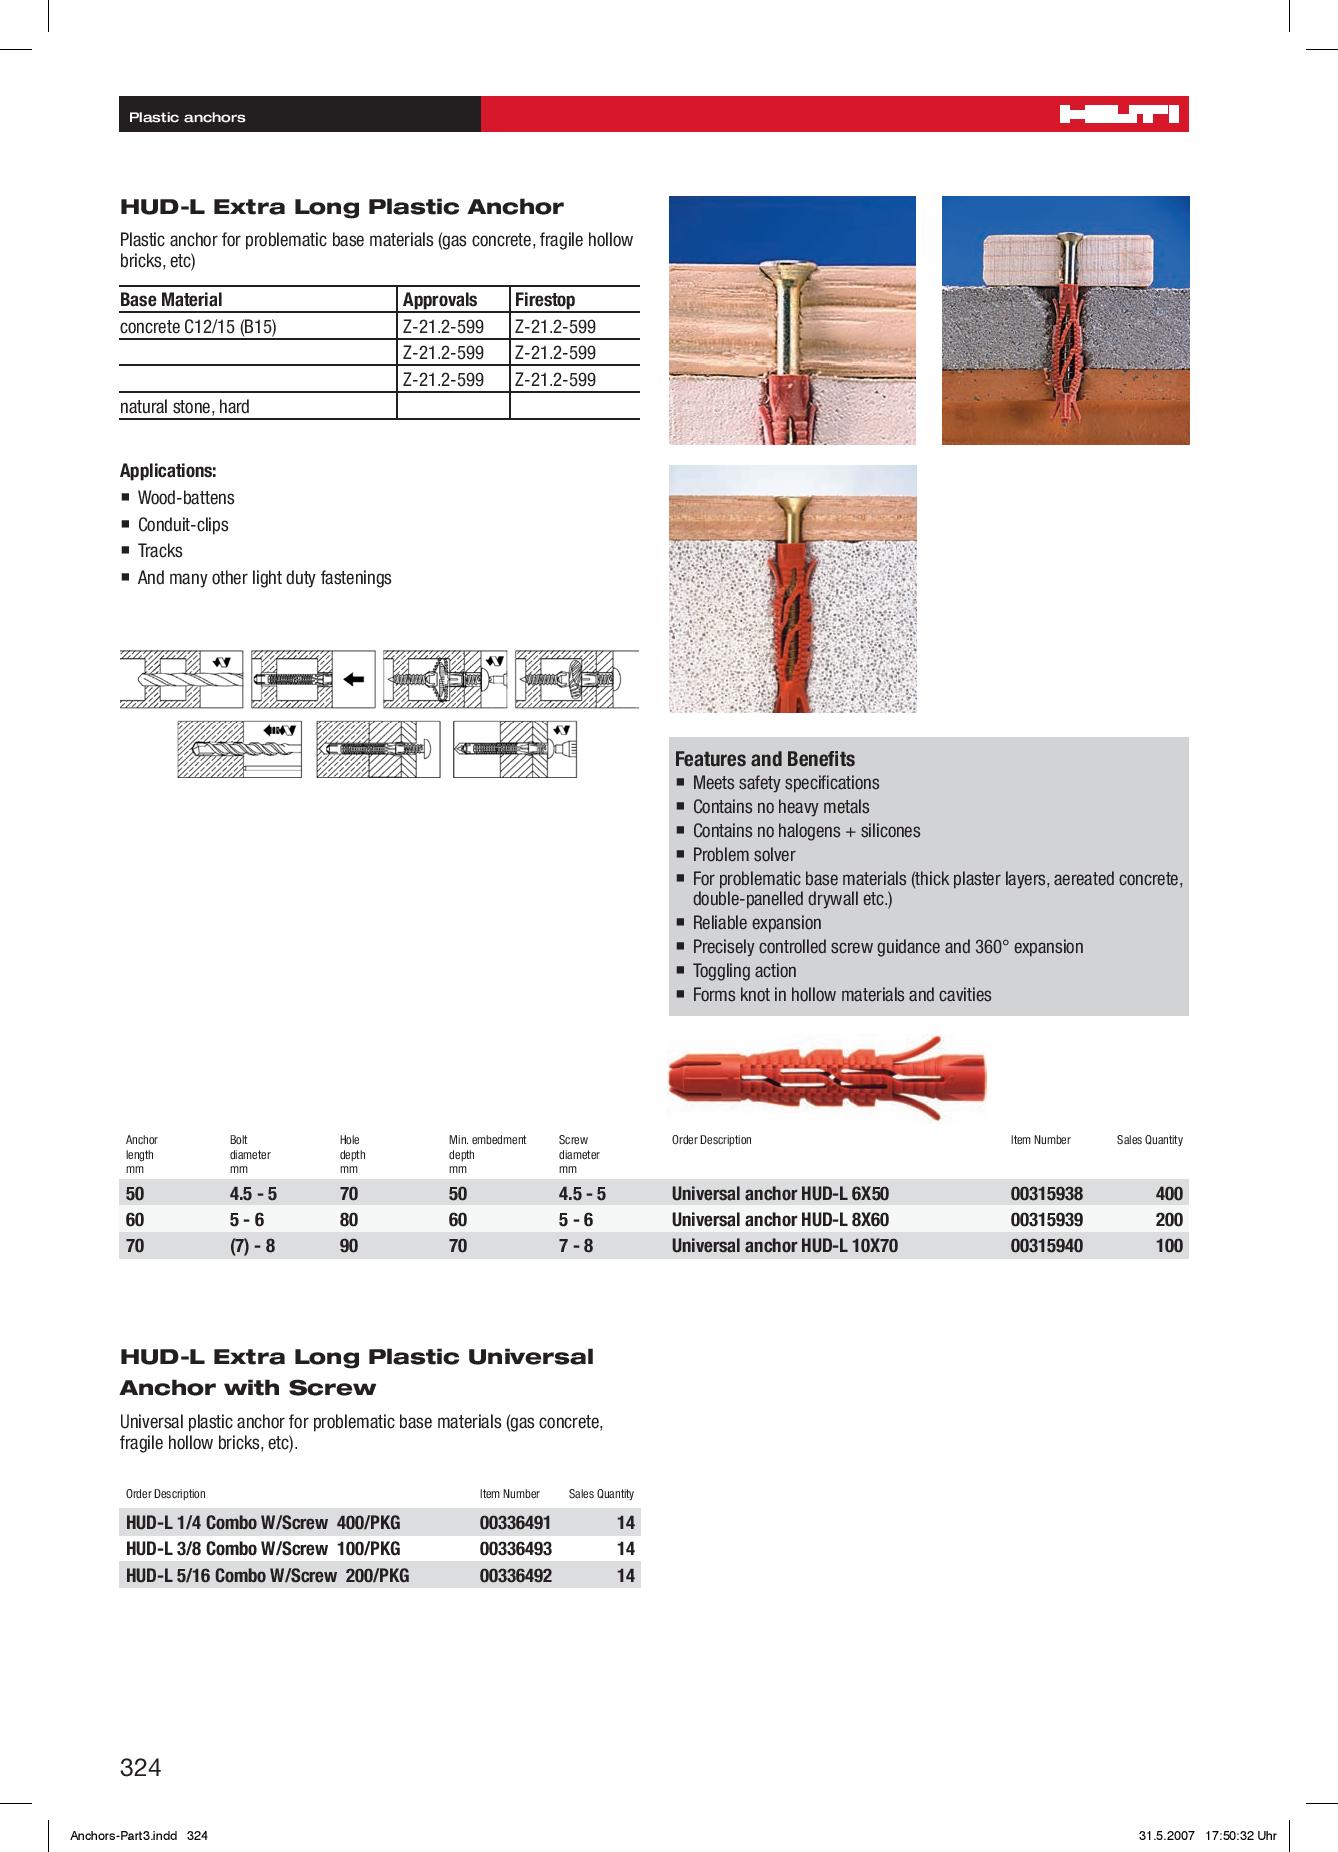 Plastic anchors
HILTI
HUD-L Extra Long Plastic Anchor
Plastic anchor for problematic base materials (gas concrete, fragile hollow
bricks, etc)
Base Material Approvals Firestop
concrete C12/15 (B15) Z-21.2-599 Z-21.2-599
Z-21.2-599 Z-21.2-599
Z-21.2-599 Z-21.2-599
natural stone, hard
Applications:
■ Wood-battens
■ Conduit-clips
■ Tracks
■ And many other light duty fastenings
Features and Benefits
■ Meets safety specifications
■ Contains no heavy metals
■ Contains no halogens + silicones
■ Problem solver
■ For problematic base materials (thick plaster layers, aereated concrete,
double-panelled drywall etc.)
■ Reliable expansion
■ Precisely controlled screw guidance and 360° expansion
■ Toggling action
■ Forms knot in hollow materials and cavities
Anchor Bolt Hole Min. embedment Screw Order Description Item Number Sales Quantity
length diameter depth depth diameter
mm mm mm mm mm
50 4.5 - 5 70 50 4.5 - 5 Universal anchor HUD-L 6X50 00315938 400
60 5 - 6 80 60 5 - 6 Universal anchor HUD-L 8X60 00315939 200
70 (7) - 8 90 70 7 - 8 Universal anchor HUD-L 10X70 00315940 100
HUD-L Extra Long Plastic Universal
Anchor with Screw
Universal plastic anchor for problematic base materials (gas concrete,
fragile hollow bricks, etc).
Order Description Item Number Sales Quantity
HUD-L 1/4 Combo W/Screw 400/PKG 00336491 14
HUD-L 3/8 Combo W/Screw 100/PKG 00336493 14
HUD-L 5/16 Combo W/Screw 200/PKG 00336492 14
324
Anchors-Part3.indd 324 31.5.2007 17:50:32 Uhr